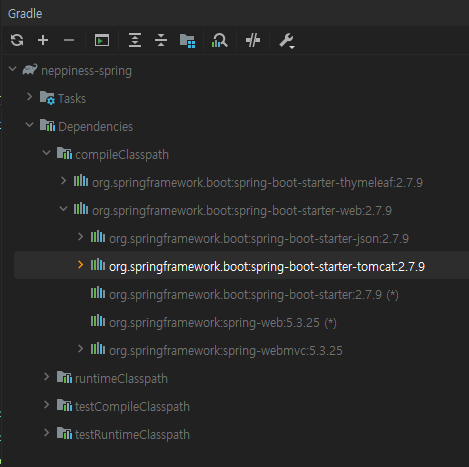 Gradle
neppiness-spring
Tasks
Dependencies
compileClasspath
org.springframework.boot:spring-boot-starter-thymeleaf:2.7.9
org.springframework.boot:spring-boot-starter-web:2.7.9
org.springframework.boot:spring-boot-starter-json:2.7.9
org.springframework.boot:spring-boot-starter-tomcat:2.7.9
org.springframework.boot:spring-boot-starter:2.7.9 (*)
org.springframework:spring-web:5.3.25 (*)
org.springframework:spring-webmvc:5.3.25
runtimeClasspath
testCompileClasspath
testRuntimeClasspath